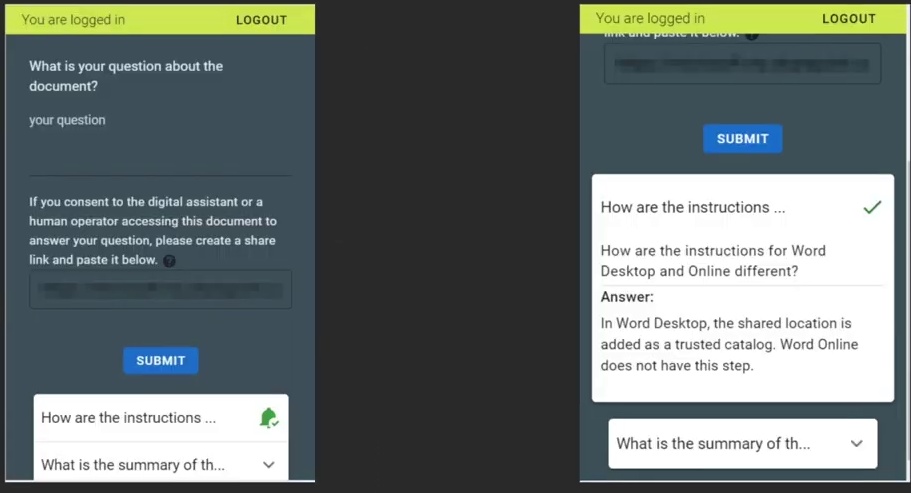 You are logged in
LOGOUT
What is your question about the
document?
your question
If you consent to the digital assistant or a
human operator accessing this document to
answer your question, please create a share
link and paste it below. ?
SUBMIT
How are the instructions ...
What is the summary of th...
You are logged in
LOGOUT
link and paste it below. ?
SUBMIT
How are the instructions ...
How are the instructions for Word
Desktop and Online different?
Answer:
In Word Desktop, the shared location is
added as a trusted catalog. Word Online
does not have this step.
What is the summary of th...